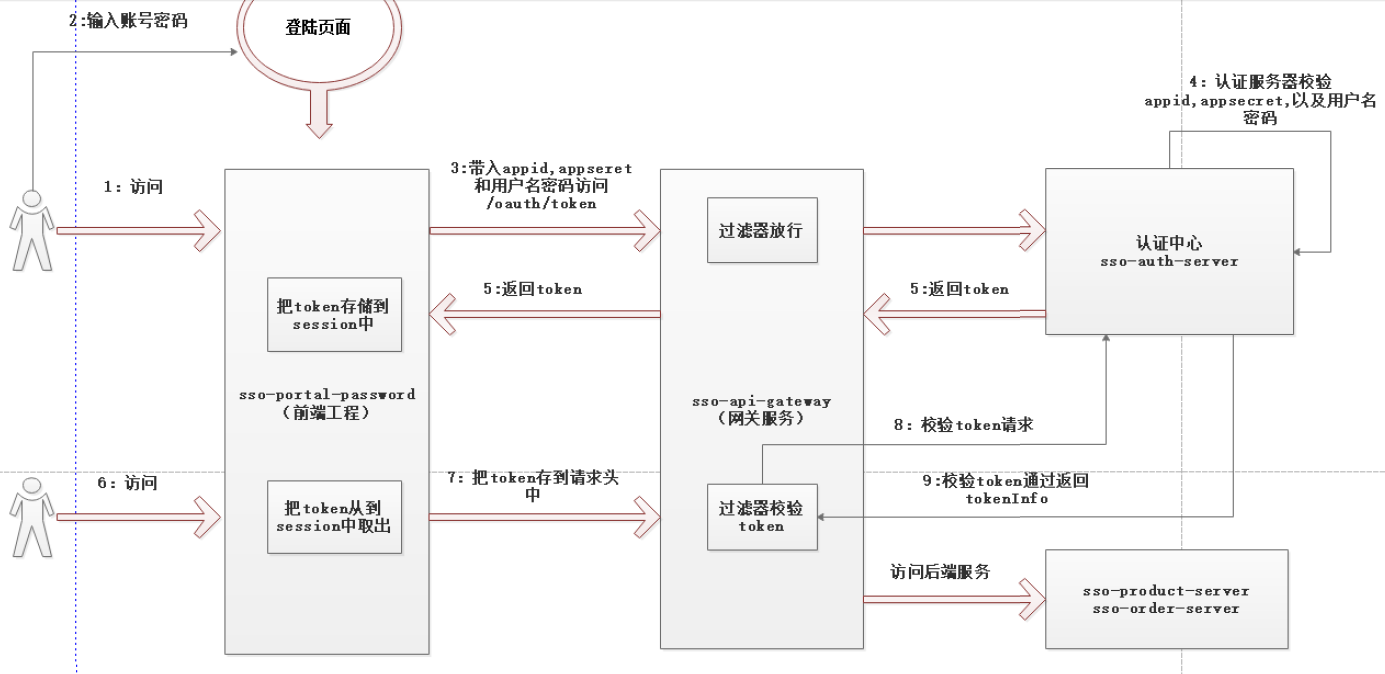 2:输入账号密码
登陆页面
4: 认证服务器校验
appid,appsecret,以及用户名
密码
1: 访问
3:带入appid,appseret
和用户名密码访问
/oauth/token
过滤器放行
认证中心
sso-auth-server
5:返回token
5:返回token
把token存储到
session中
sso-portal-password
(前端工程)
sso-api-gateway
(网关服务)
8: 校验token请求
6: 访问
7: 把token存到请求头
中
9:校验token通过返回
tokenInfo
把token从到
session中取出
过滤器校验
token
访问后端服务
sso-product-server
sso-order-server